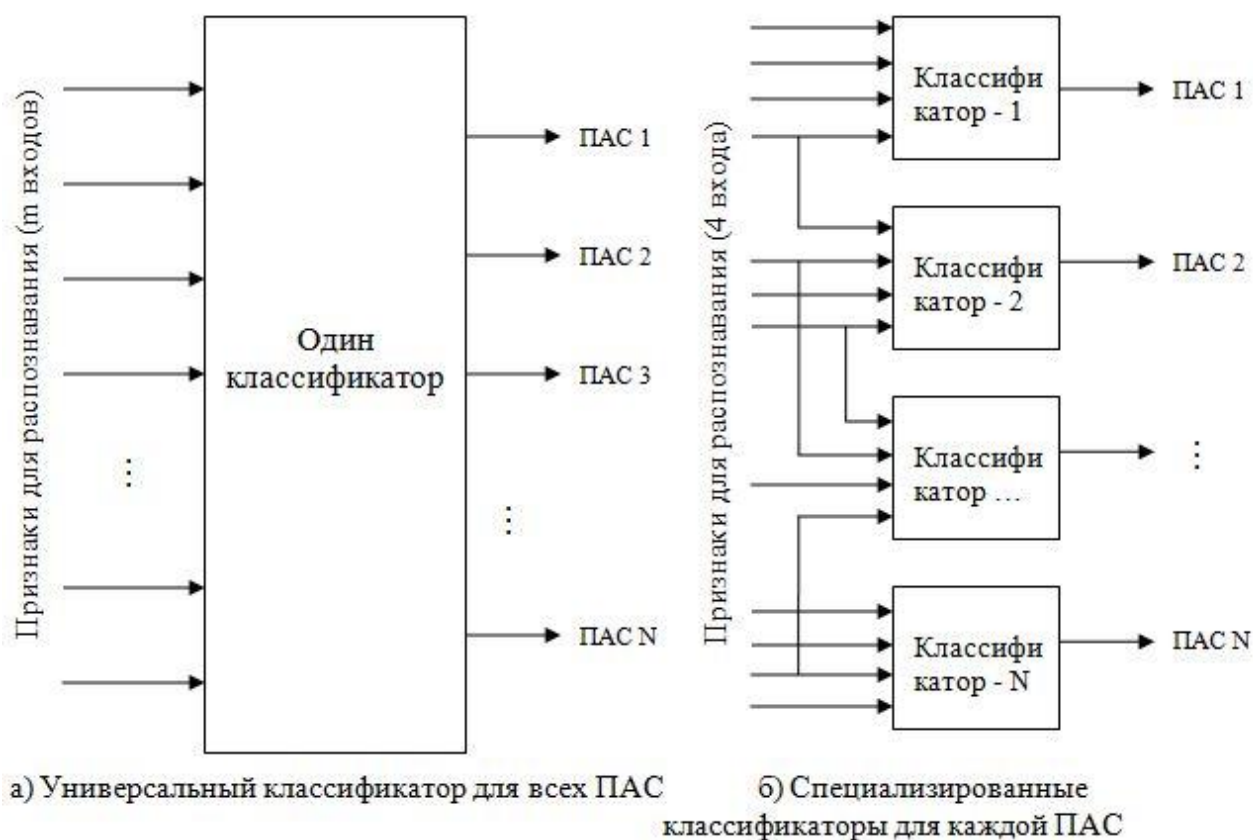 Признаки для распознавания (m входов)
Один
классификатор
ПАС 1
ПАС 2
ПАС 3
⋮
⋮
ПАС N
а) Универсальный классификатор для всех ПАС
Признаки для распознавания (4 входа)
Классифи
катор - 1
ПАС 1
Классифи
катор - 2
ПАС 2
Классифи
катор ...
⋮
Классифи
катор - N
ПАС N
б) Специализированные
классификаторы для каждой ПАС